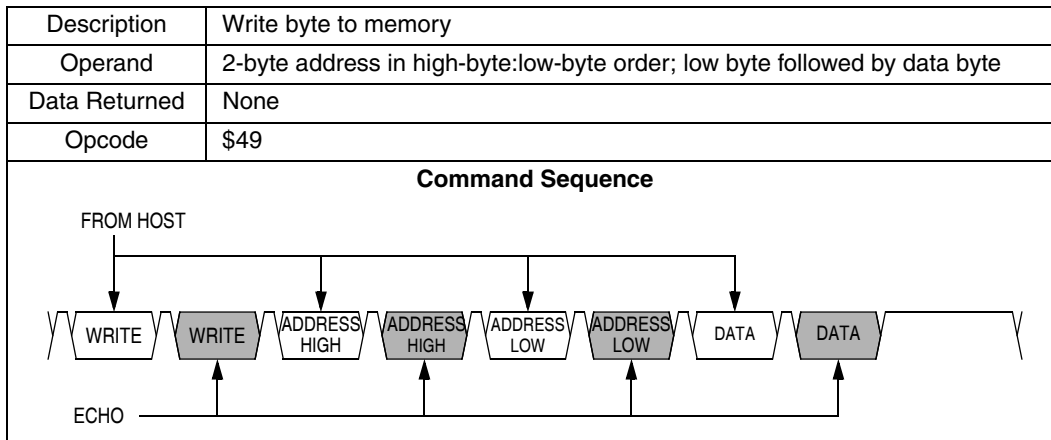 Description Write byte to memory
Operand 2-byte address in high-byte:low-byte order; low byte followed by data byte
Data Returned None
Opcode $49
Command Sequence
FROM HOST
WRITE WRITE ADDRESS HIGH ADDRESS HIGH ADDRESS LOW ADDRESS LOW DATA DATA
ECHO